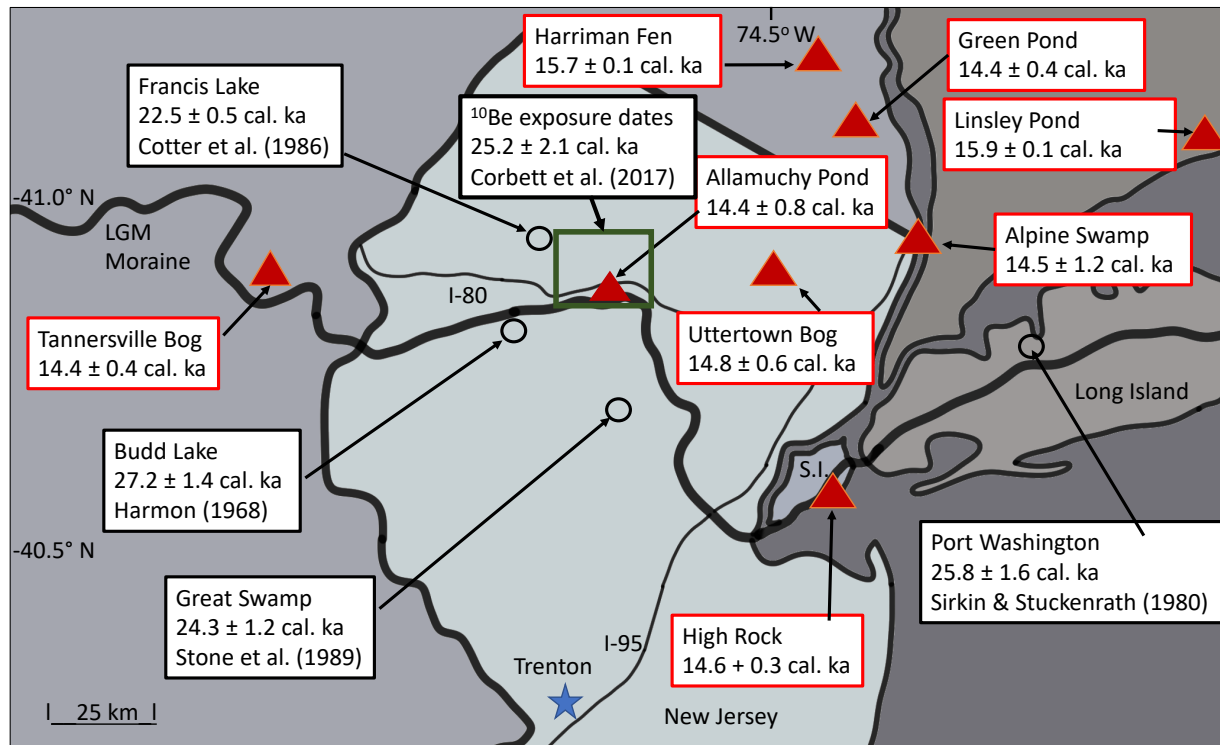 Harriman Fen
15.7 ± 0.1 cal. ka
74.5° W
Green Pond
14.4 ± 0.4 cal. ka
Francis Lake
22.5 ± 0.5 cal. ka
Cotter et al. (1986)
¹⁰Be exposure dates
25.2 ± 2.1 cal. ka
Corbett et al. (2017)
Linsley Pond
15.9 ± 0.1 cal. ka
Allamuchy Pond
14.4 ± 0.8 cal. ka
-41.0° N
LGM
Moraine
Alpine Swamp
14.5 ± 1.2 cal. ka
I-80
Tannersville Bog
14.4 ± 0.4 cal. ka
Uttertown Bog
14.8 ± 0.6 cal. ka
Long Island
Budd Lake
27.2 ± 1.4 cal. ka
Harmon (1968)
S.I.
-40.5° N
Port Washington
25.8 ± 1.6 cal. ka
Sirkin & Stuckenrath (1980)
Great Swamp
24.3 ± 1.2 cal. ka
Stone et al. (1989)
I-95
High Rock
14.6 + 0.3 cal. ka
Trenton
New Jersey
25 km